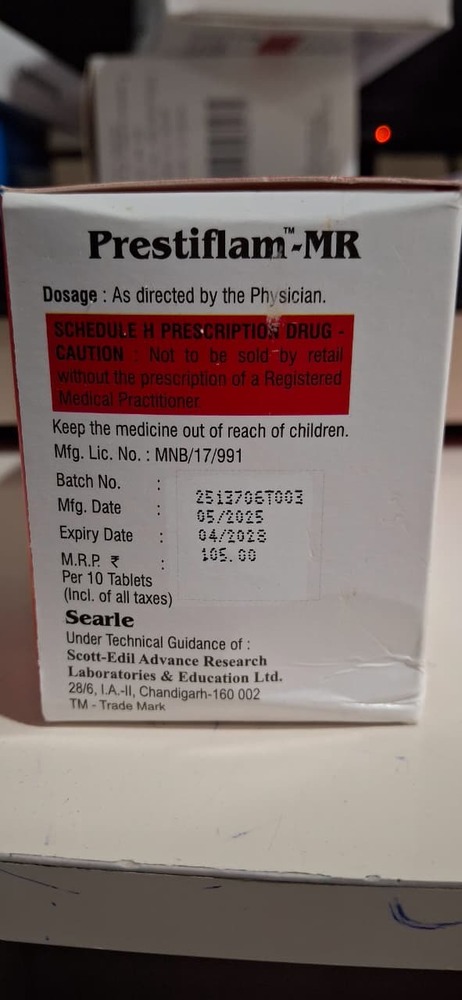 Prestiflam™-MR
Dosage : As directed by the Physician.
SCHEDULE H PRESCRIPTION DRUG -
CAUTION : Not to be sold by retail
without the prescription of a Registered
Medical Practitioner.
Keep the medicine out of reach of children.
Mfg. Lic. No. : MNB/17/991
Batch No. : 2513706T003
Mfg. Date : 05/2025
Expiry Date : 04/2028
M.R.P. ₹ : 105.00
Per 10 Tablets
(Incl. of all taxes)
Searle
Under Technical Guidance of :
Scott-Edil Advance Research
Laboratories & Education Ltd.
28/6, I.A.-II, Chandigarh-160 002
TM - Trade Mark